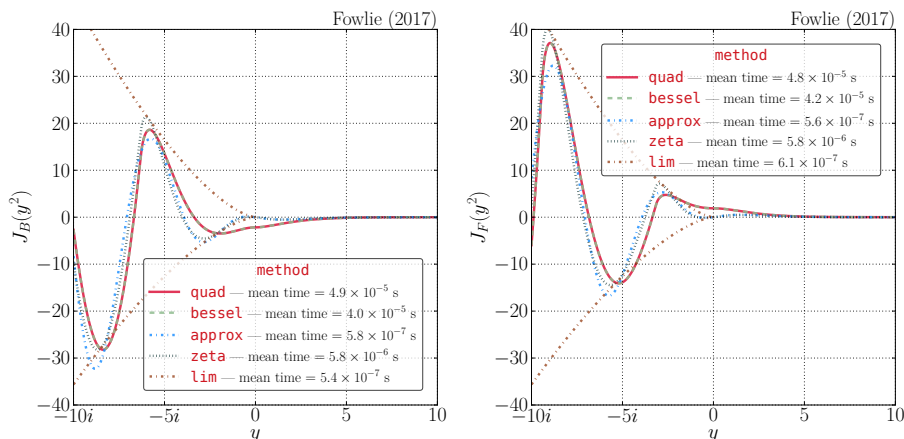 Fowlie (2017)
40
30
20
10
0
−10
−20
−30
−40
J_B(y²)
method
quad — mean time = 4.9 × 10⁻⁵ s
bessel — mean time = 4.0 × 10⁻⁵ s
approx — mean time = 5.8 × 10⁻⁷ s
zeta — mean time = 5.8 × 10⁻⁶ s
lim — mean time = 5.4 × 10⁻⁷ s
−10i −5i 0 5 10
y
Fowlie (2017)
40
30
20
10
0
−10
−20
−30
−40
J_F(y²)
method
quad — mean time = 4.8 × 10⁻⁵ s
bessel — mean time = 4.2 × 10⁻⁵ s
approx — mean time = 5.6 × 10⁻⁷ s
zeta — mean time = 5.8 × 10⁻⁶ s
lim — mean time = 6.1 × 10⁻⁷ s
−10i −5i 0 5 10
y